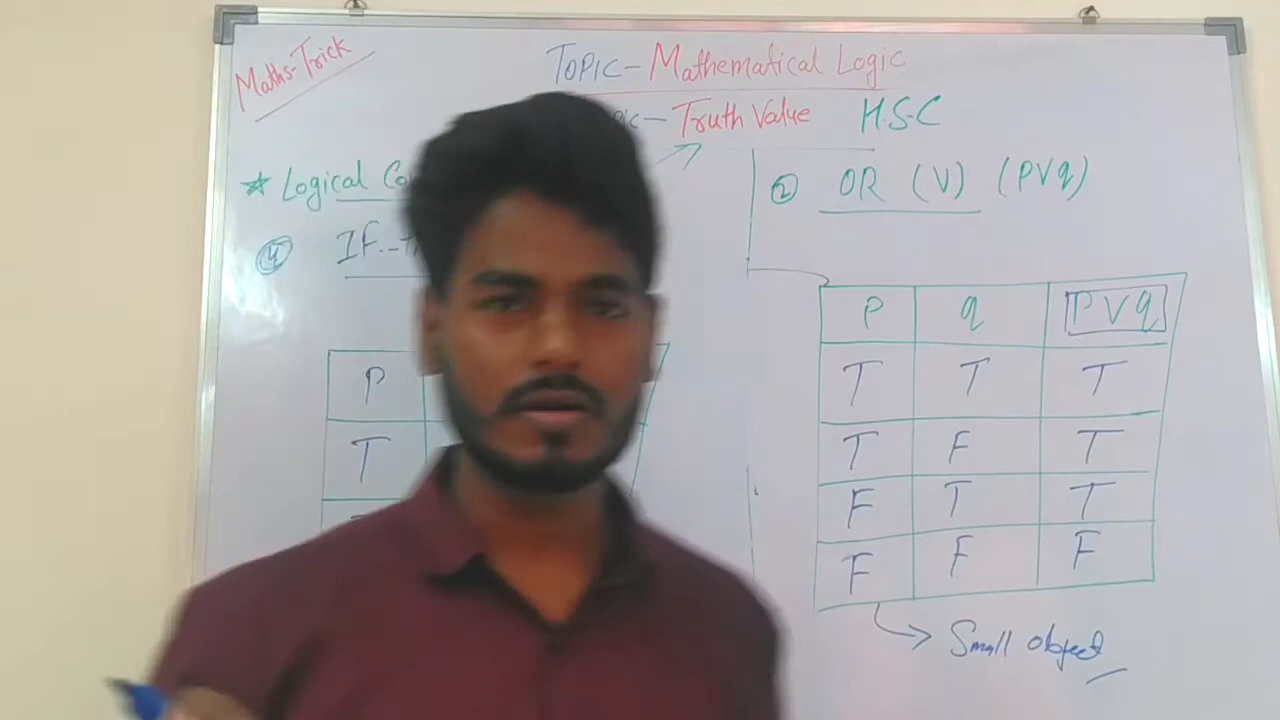 Maths-Trick
TOPIC - Mathematical Logic
- Truth Value H.S.C
* Logical
④ IF -
P
T
② OR (V) (PVq)
P q PVq
T T T
T F T
F T T
F F F
→ Small object